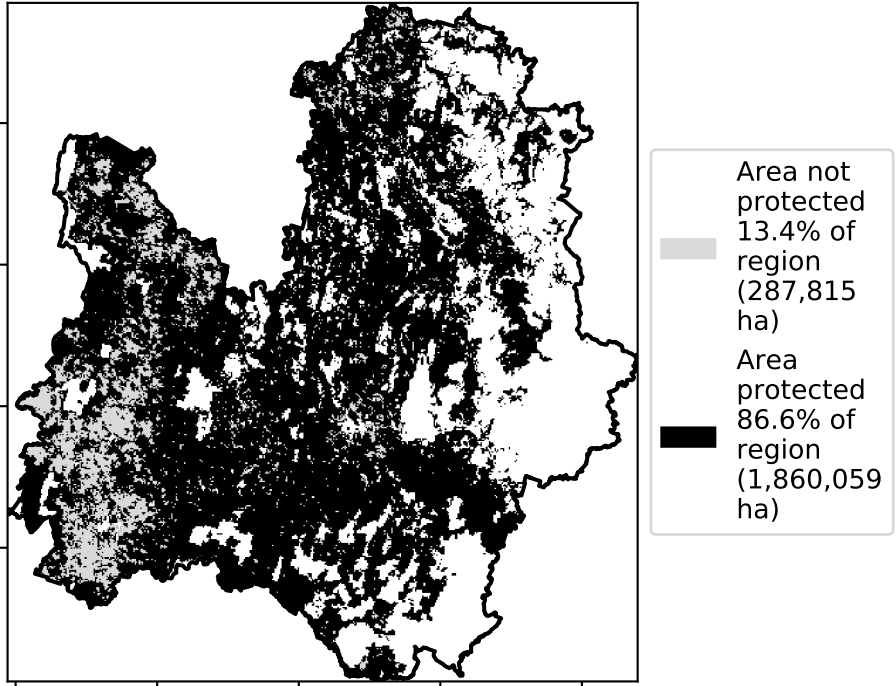 Area not
protected
13.4% of
region
(287,815
ha)
Area
protected
86.6% of
region
(1,860,059
ha)